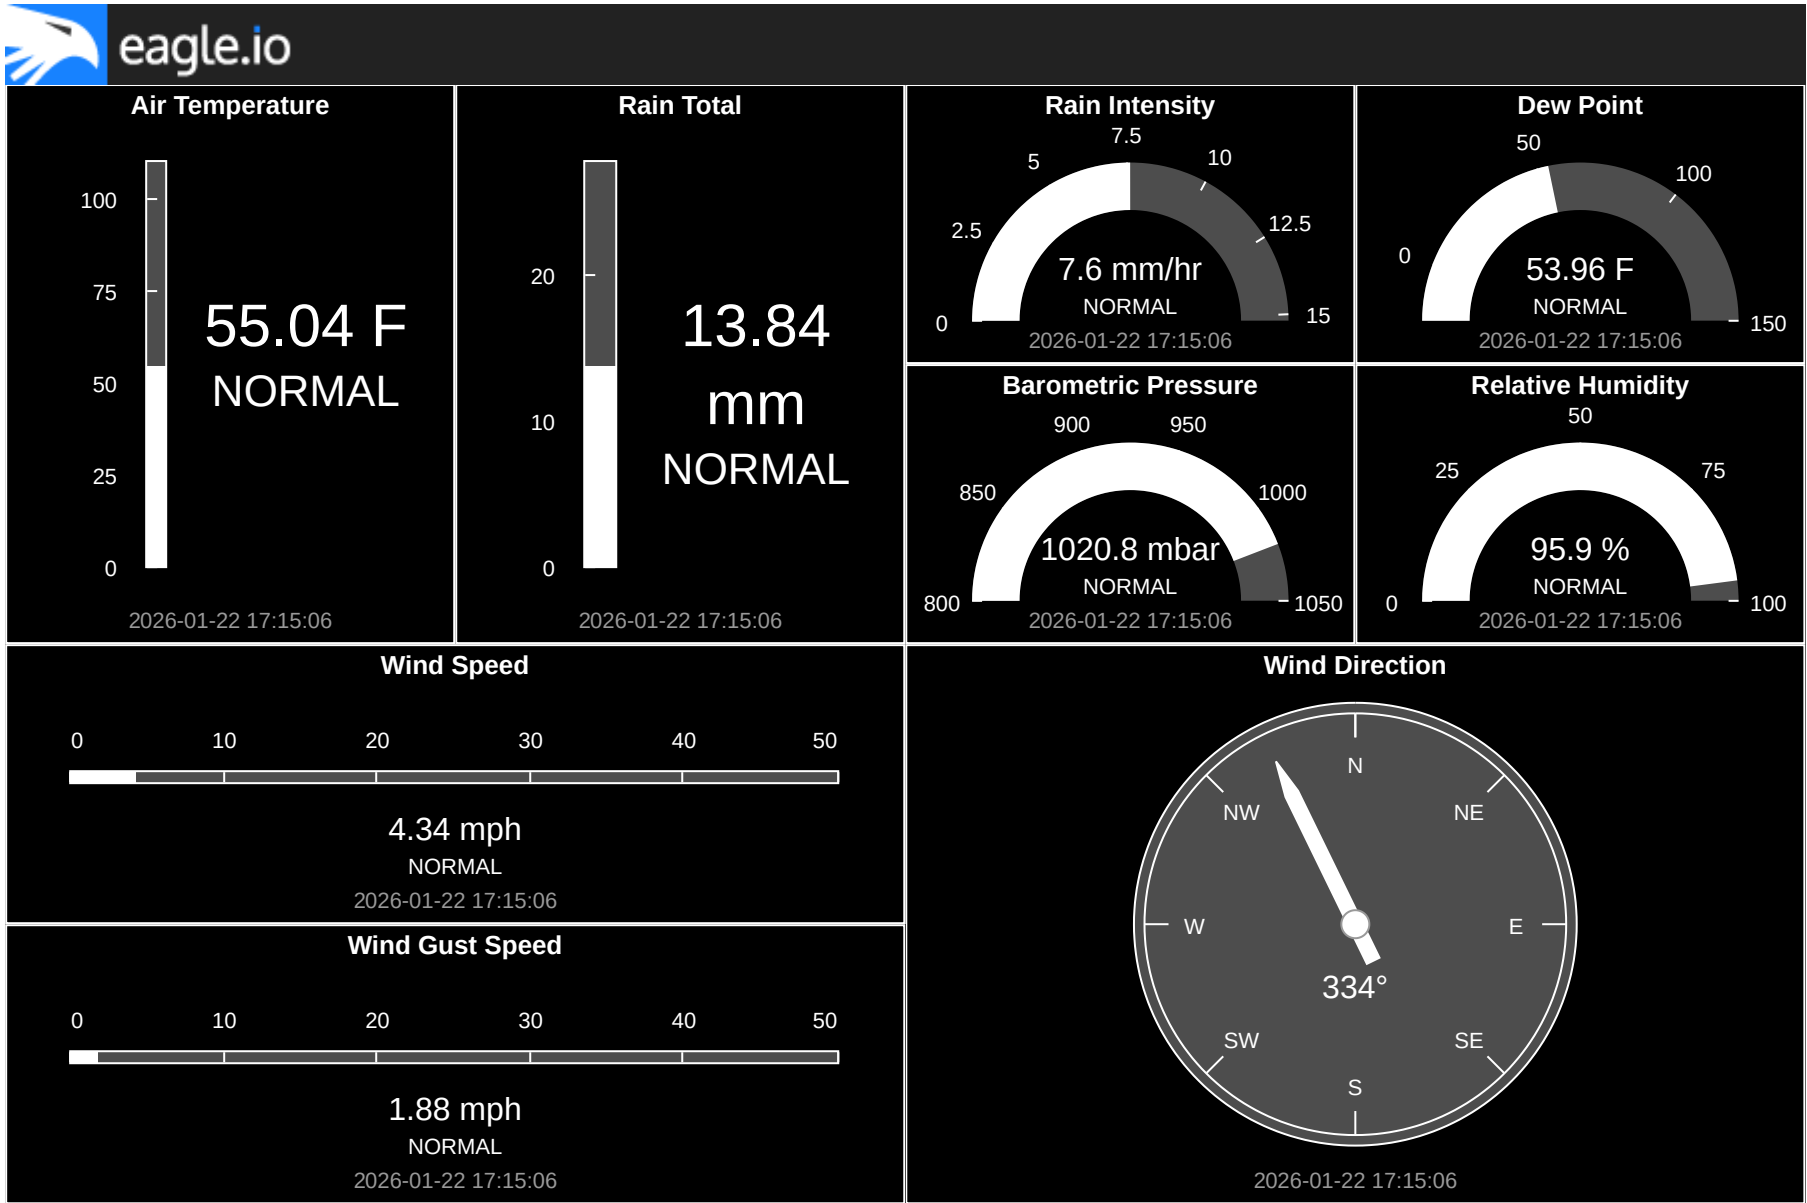 eagle.io
Air Temperature
100
75
50
25
0
55.04 F
NORMAL
2026-01-22 17:15:06
Rain Total
20
10
0
13.84
mm
NORMAL
2026-01-22 17:15:06
Rain Intensity
0
2.5
5
7.5
10
12.5
15
7.6 mm/hr
NORMAL
2026-01-22 17:15:06
Dew Point
0
50
100
150
53.96 F
NORMAL
2026-01-22 17:15:06
Barometric Pressure
800
850
900
950
1000
1050
1020.8 mbar
NORMAL
2026-01-22 17:15:06
Relative Humidity
0
25
50
75
100
95.9 %
NORMAL
2026-01-22 17:15:06
Wind Speed
0 10 20 30 40 50
4.34 mph
NORMAL
2026-01-22 17:15:06
Wind Gust Speed
0 10 20 30 40 50
1.88 mph
NORMAL
2026-01-22 17:15:06
Wind Direction
N
NW NE
W E
334°
SW SE
S
2026-01-22 17:15:06